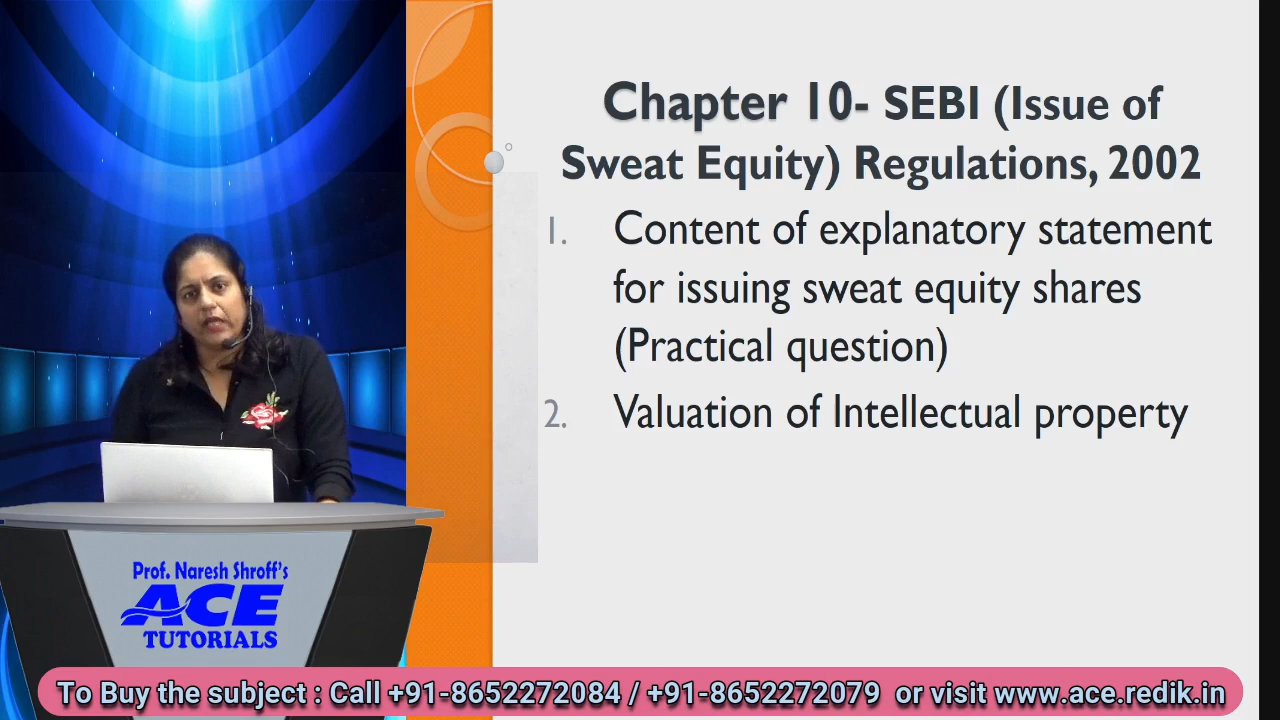 Chapter 10- SEBI (Issue of
Sweat Equity) Regulations, 2002
1. Content of explanatory statement
for issuing sweat equity shares
(Practical question)
2. Valuation of Intellectual property
Prof. Naresh Shroff's
ACE
TUTORIALS
To Buy the subject : Call +91-8652272084 / +91-8652272079 or visit www.ace.redik.in